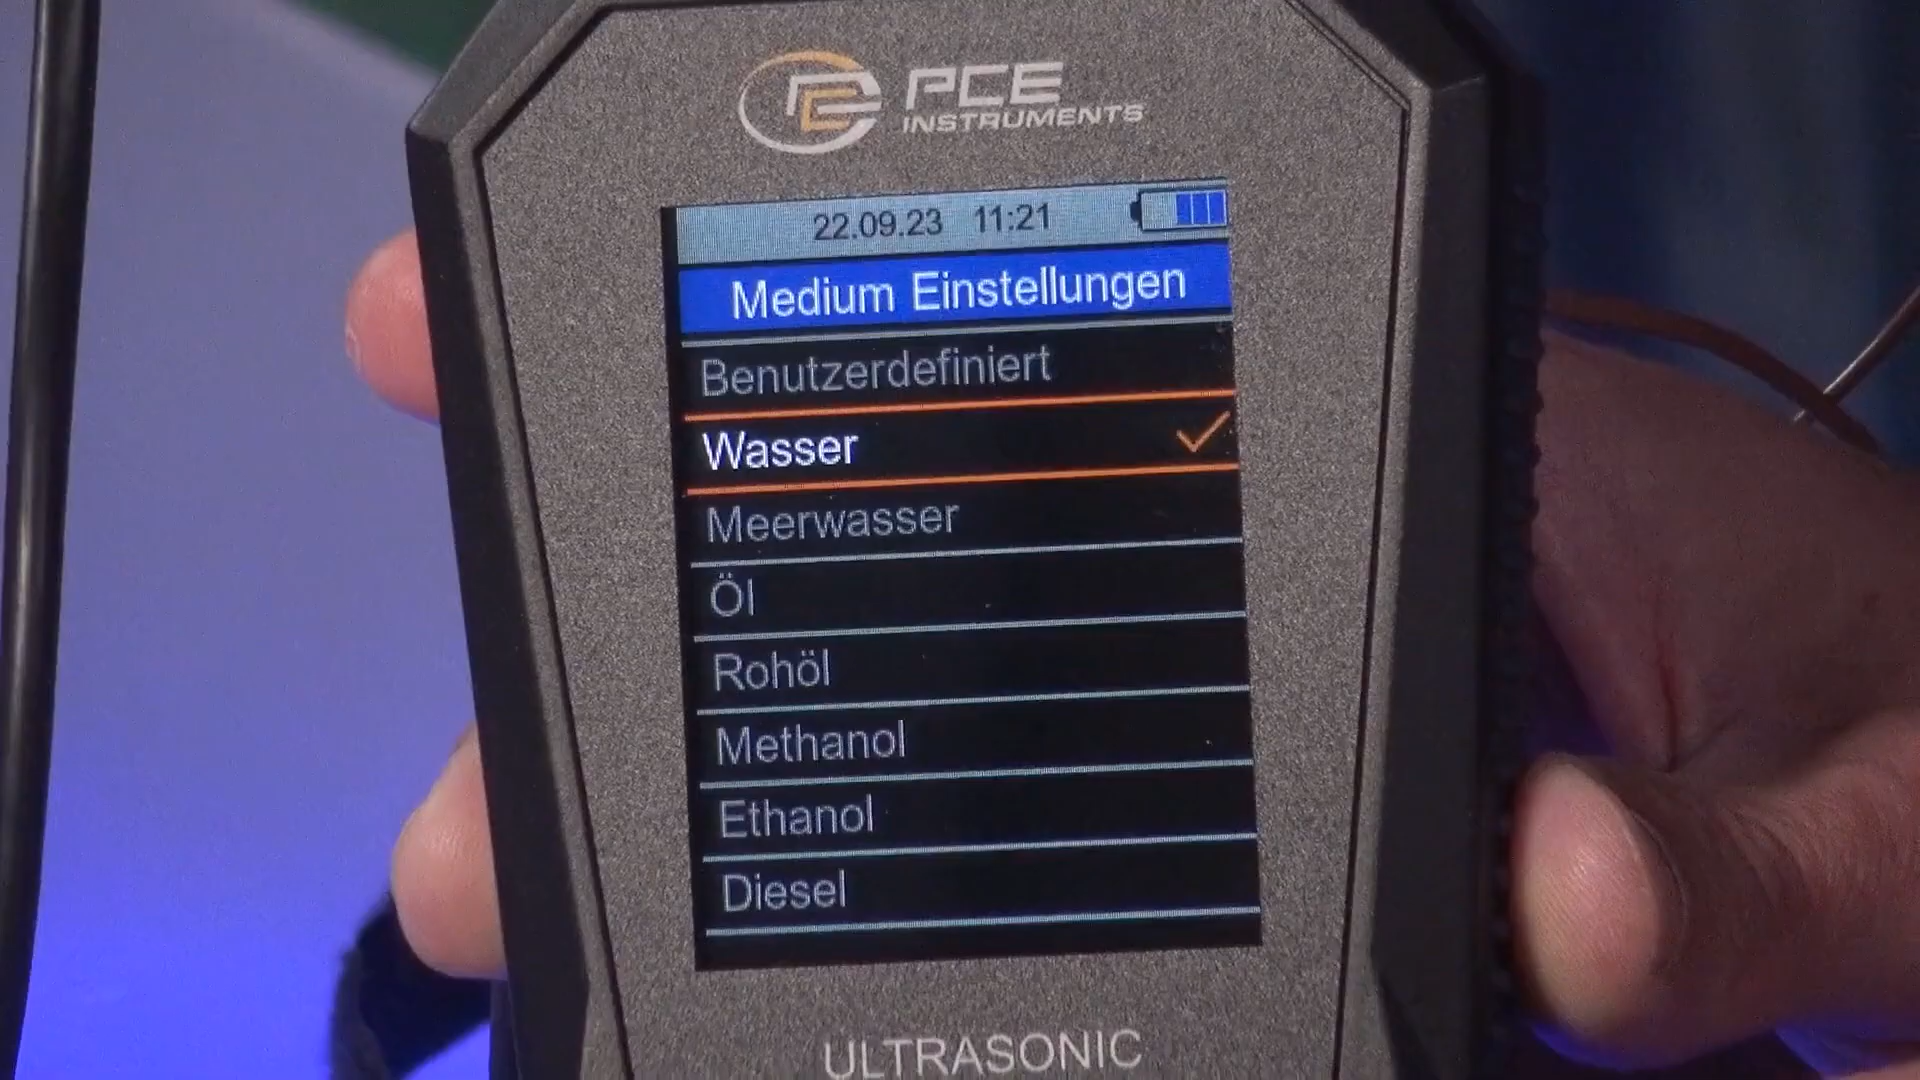 PCE
INSTRUMENTS
22.09.23 11:21
Medium Einstellungen
Benutzerdefiniert
Wasser
Meerwasser
Öl
Rohöl
Methanol
Ethanol
Diesel
ULTRASONIC